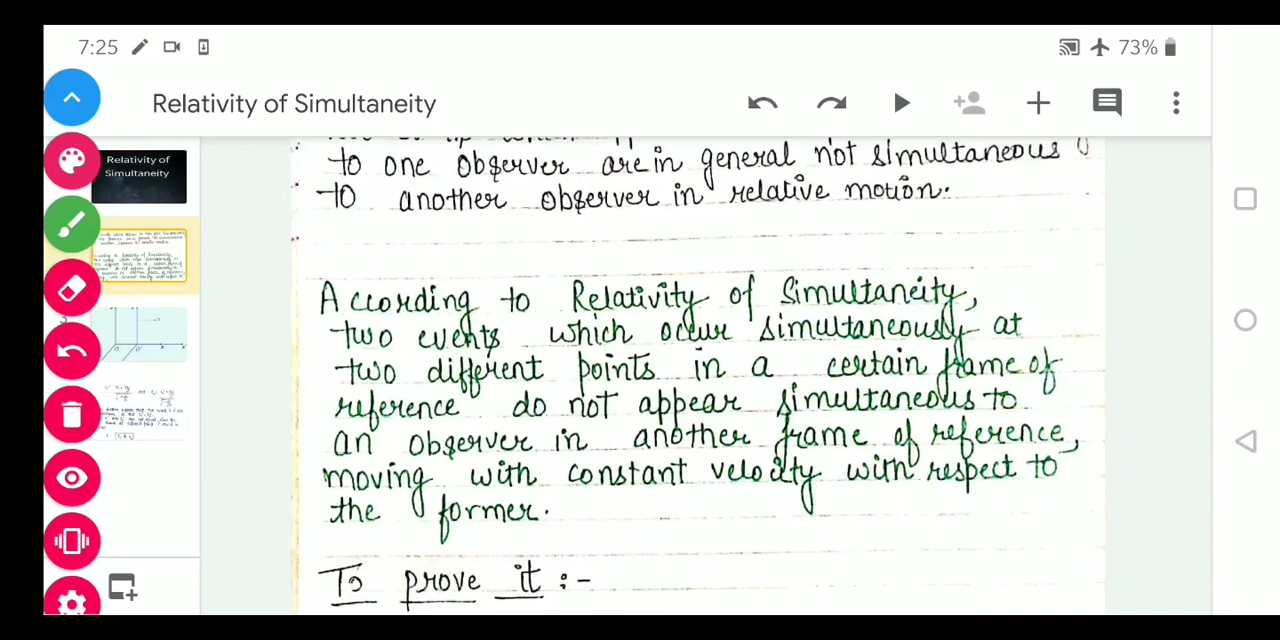 7:25
73%
Relativity of Simultaneity
Relativity of
Simultaneity
to one observer are in general not simultaneous
to another observer in relative motion.
According to Relativity of Simultaneity,
two events which occur simultaneously at
two different points in a certain frame of
reference do not appear simultaneous to
an observer in another frame of reference,
moving with constant velocity with respect to
the former.
To prove it :-